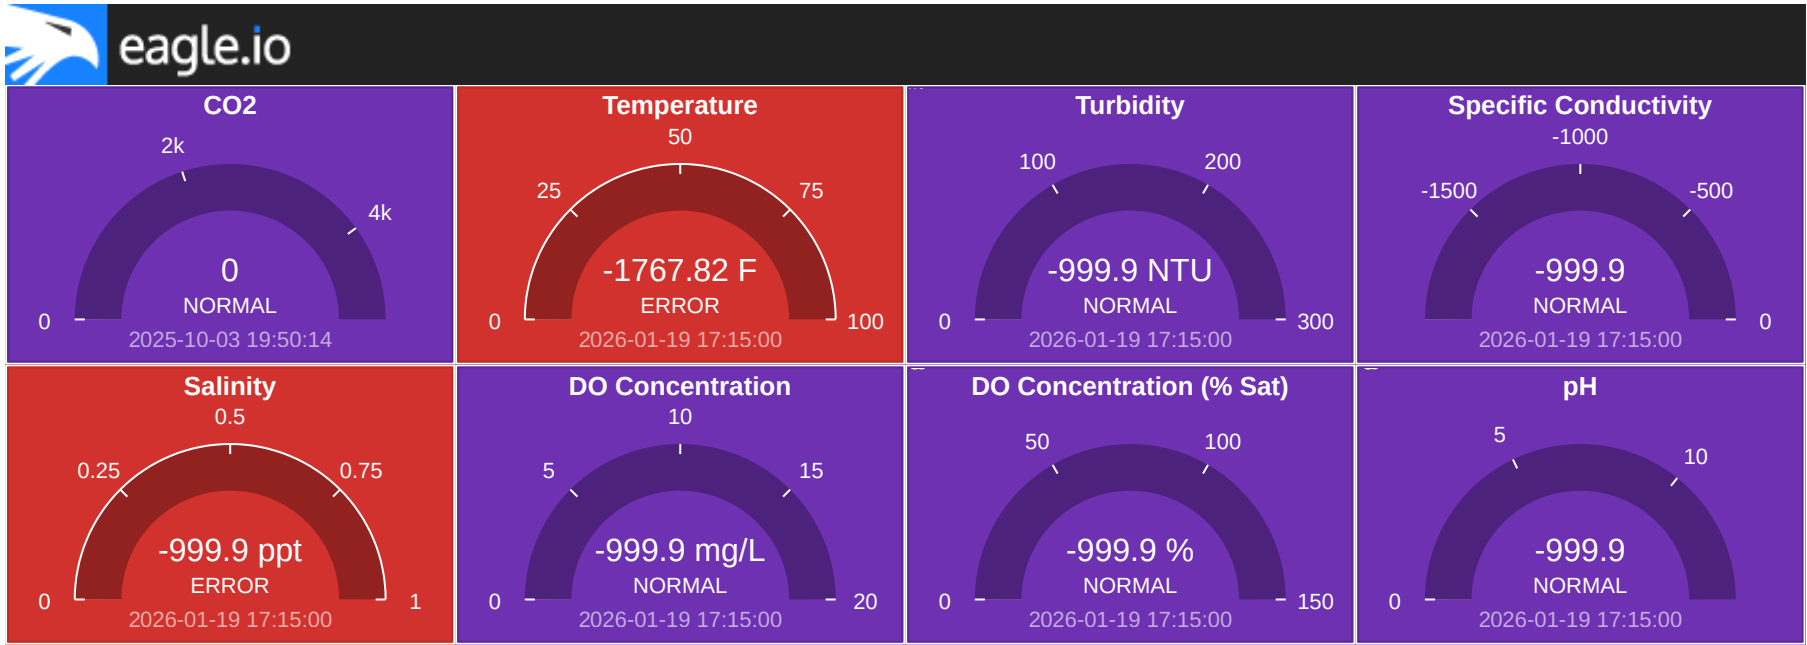 eagle.io
CO2
2k
4k
0
0
NORMAL
2025-10-03 19:50:14
Temperature
50
25
75
-1767.82 F
ERROR
0
100
2026-01-19 17:15:00
Turbidity
100
200
-999.9 NTU
NORMAL
0
300
2026-01-19 17:15:00
Specific Conductivity
-1000
-1500
-500
-999.9
NORMAL
0
2026-01-19 17:15:00
Salinity
0.5
0.25
0.75
-999.9 ppt
ERROR
0
1
2026-01-19 17:15:00
DO Concentration
10
5
15
-999.9 mg/L
NORMAL
0
20
2026-01-19 17:15:00
DO Concentration (% Sat)
50
100
-999.9 %
NORMAL
0
150
2026-01-19 17:15:00
pH
5
10
-999.9
NORMAL
0
2026-01-19 17:15:00